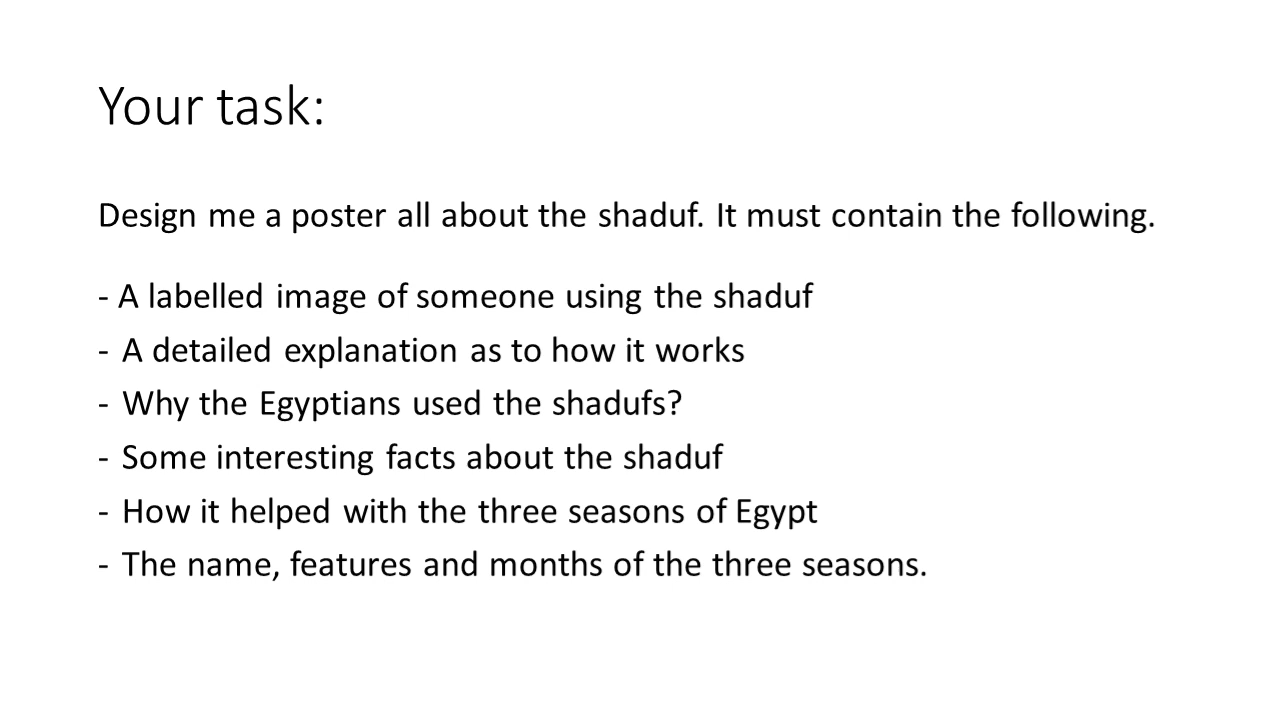 Your task:
Design me a poster all about the shaduf. It must contain the following.
- A labelled image of someone using the shaduf
- A detailed explanation as to how it works
- Why the Egyptians used the shadufs?
- Some interesting facts about the shaduf
- How it helped with the three seasons of Egypt
- The name, features and months of the three seasons.